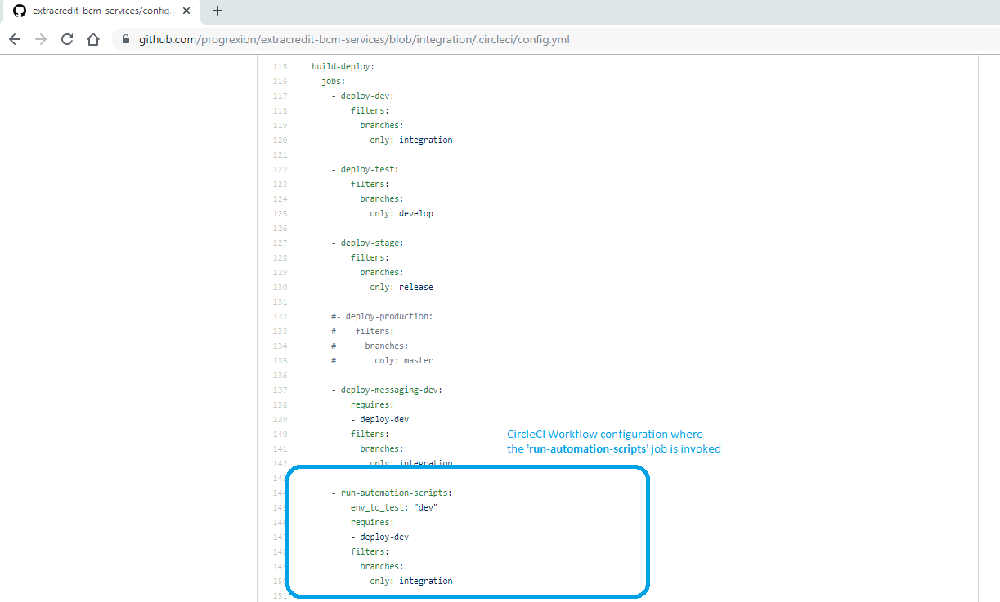 extracredit-bcm-services/config.y
github.com/progrexion/extracredit-bcm-services/blob/integration/.circleci/config.yml
115 build-deploy:
116 jobs:
117 - deploy-dev:
118 filters:
119 branches:
120 only: integration
121
122 - deploy-test:
123 filters:
124 branches:
125 only: develop
126
127 - deploy-stage:
128 filters:
129 branches:
130 only: release
131
132 #- deploy-production:
133 # filters:
134 # branches:
135 # only: master
136
137 - deploy-messaging-dev:
138 requires:
139 - deploy-dev
140 filters:
141 branches:
142 only: integration
CircleCI Workflow configuration where
the 'run-automation-scripts' job is invoked
143
144 - run-automation-scripts:
145 env_to_test: "dev"
146 requires:
147 - deploy-dev
148 filters:
149 branches:
150 only: integration
151